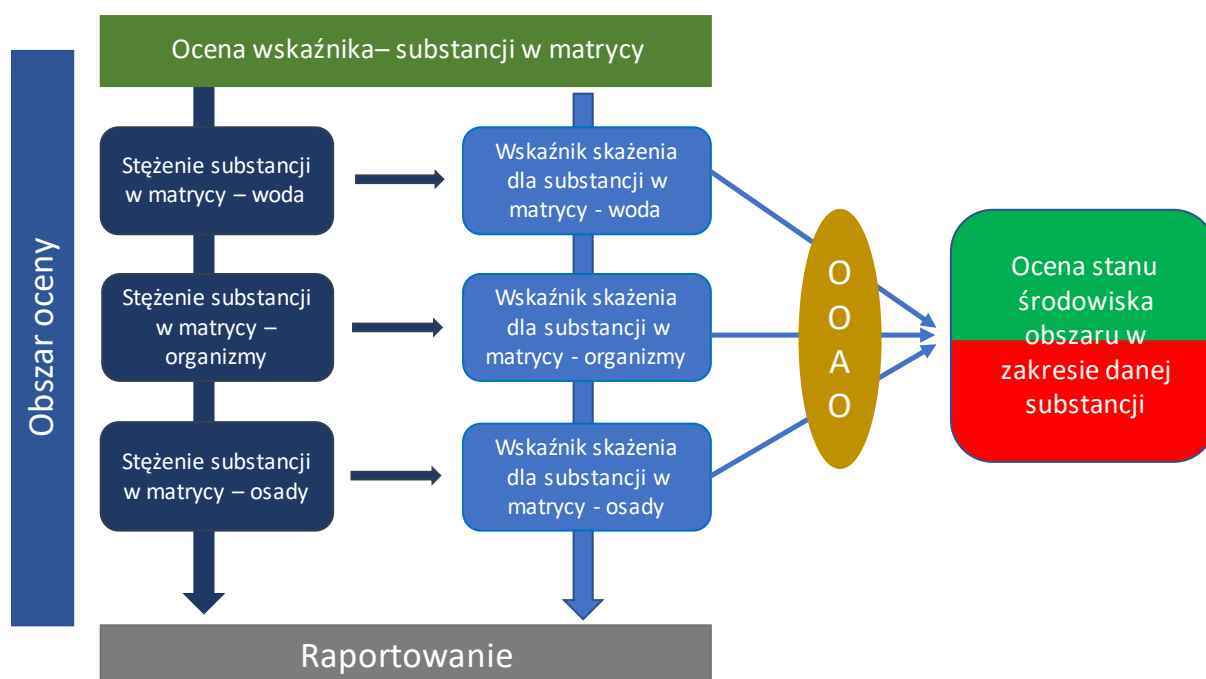 Obszar oceny
Ocena wskaźnika– substancji w matrycy
Stężenie substancji
w matrycy – woda
Wskaźnik skażenia
dla substancji w
matrycy - woda
Stężenie substancji
w matrycy –
organizmy
Wskaźnik skażenia
dla substancji w
matrycy - organizmy
Stężenie substancji
w matrycy – osady
Wskaźnik skażenia
dla substancji w
matrycy - osady
O
O
A
O
Ocena stanu
środowiska
obszaru w
zakresie danej
substancji
Raportowanie